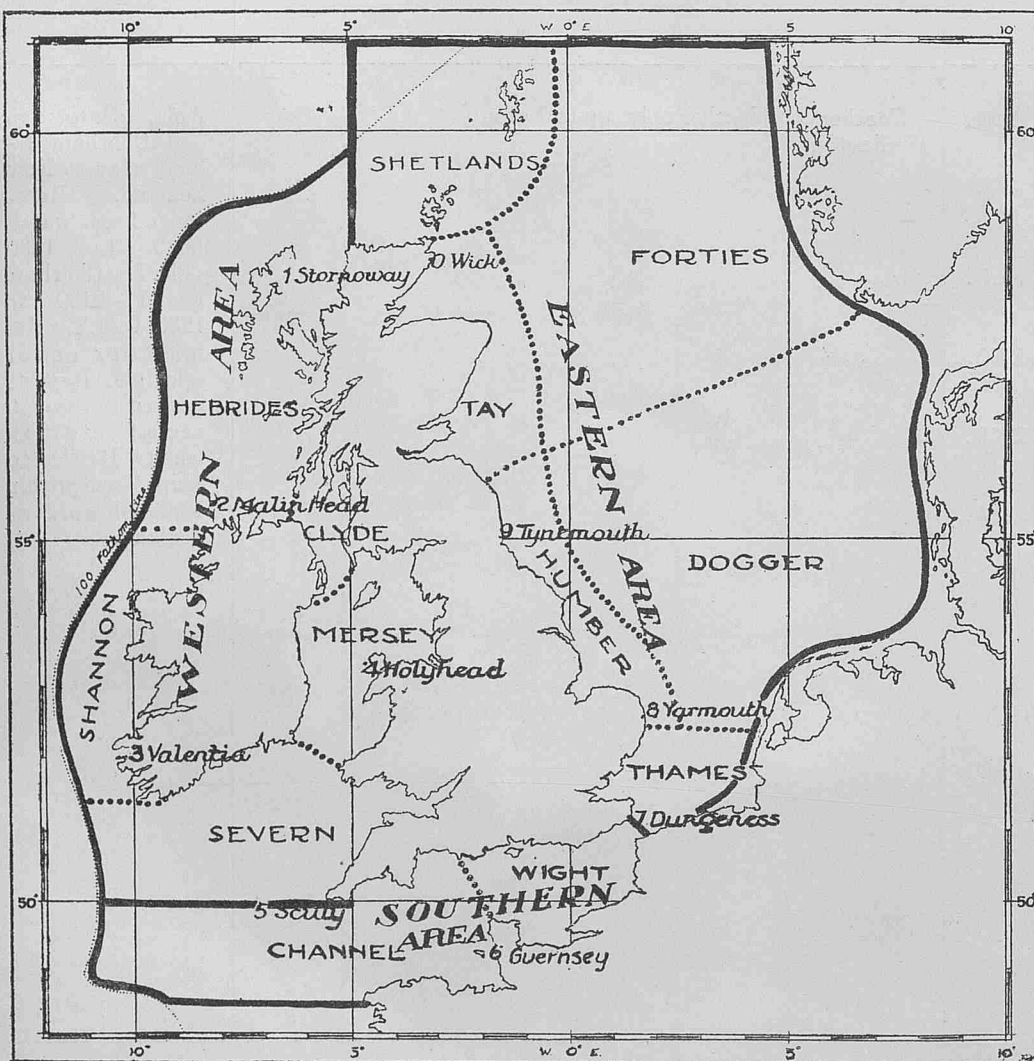 10° 5° W 0° E 5 10
60
60
SHETLANDS
FORTIES
0 Wick
1 Stornoway
WESTERN AREA
EASTERN AREA
HEBRIDES
TAY
2 Malin Head
CLYDE
9 Tynemouth
55°
55
100 Fathom line
DOGGER
HUMBER
SHANNON
MERSEY
4 Holyhead
8 Yarmouth
3 Valentia
THAMES
7 Dungeness
SEVERN
WIGHT
50°
50
5 Scilly
SOUTHERN
AREA
CHANNEL
6 Guernsey
10° 5° W. 0° E. 5° 10°